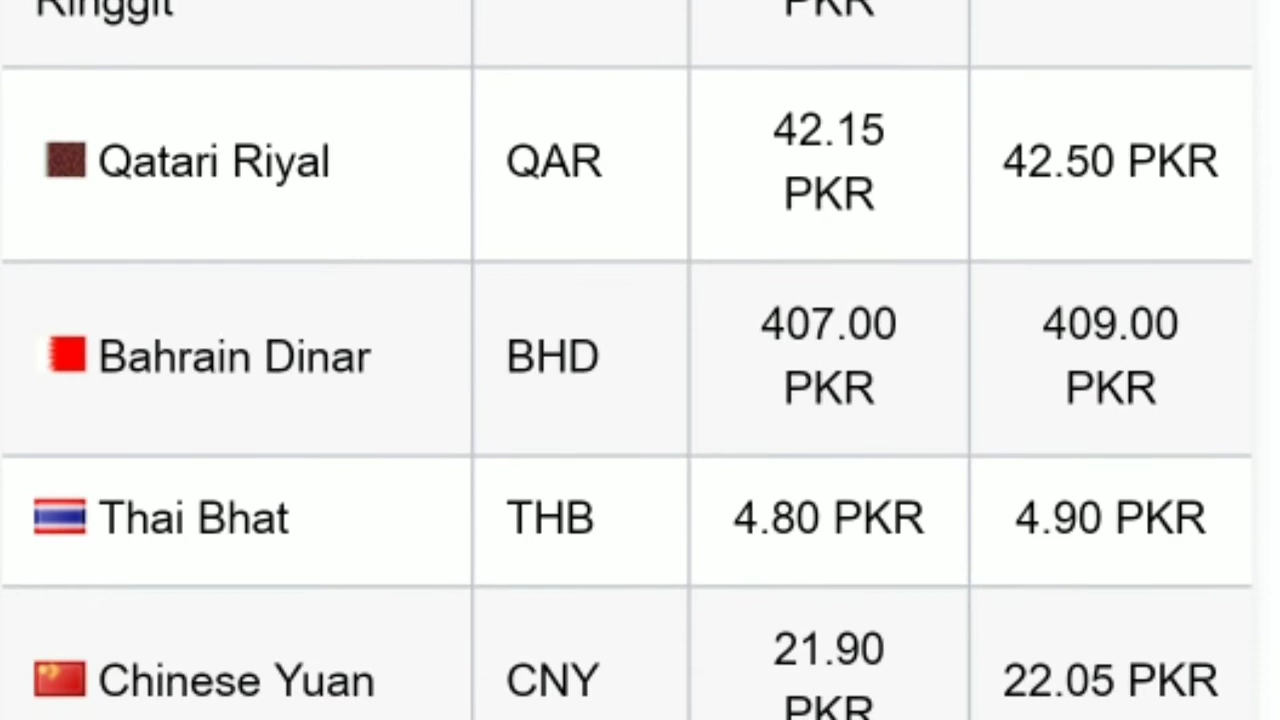 Ringgit PKR
Qatari Riyal QAR 42.15 PKR 42.50 PKR
Bahrain Dinar BHD 407.00 PKR 409.00 PKR
Thai Bhat THB 4.80 PKR 4.90 PKR
Chinese Yuan CNY 21.90 PKR 22.05 PKR